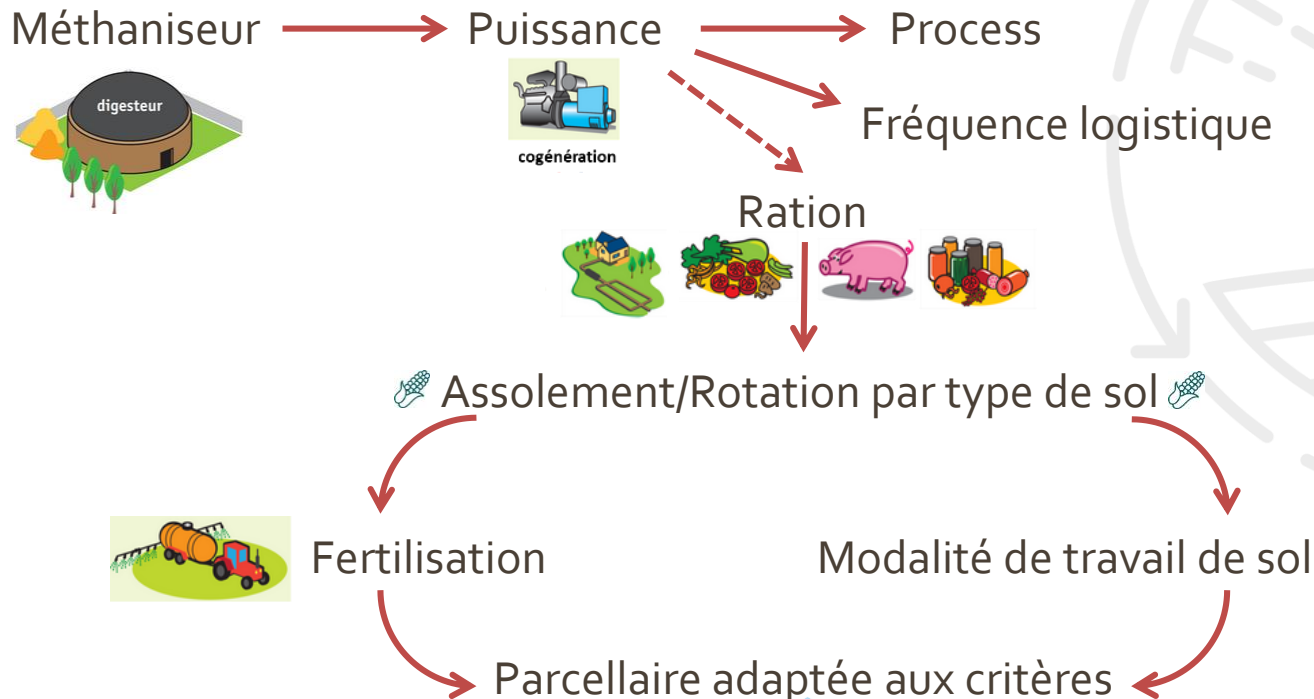 Méthaniseur
Puissance
Process
digesteur
cogénération
Fréquence logistique
Ration
Assolement/Rotation par type de sol
Fertilisation
Modalité de travail de sol
Parcellaire adaptée aux critères